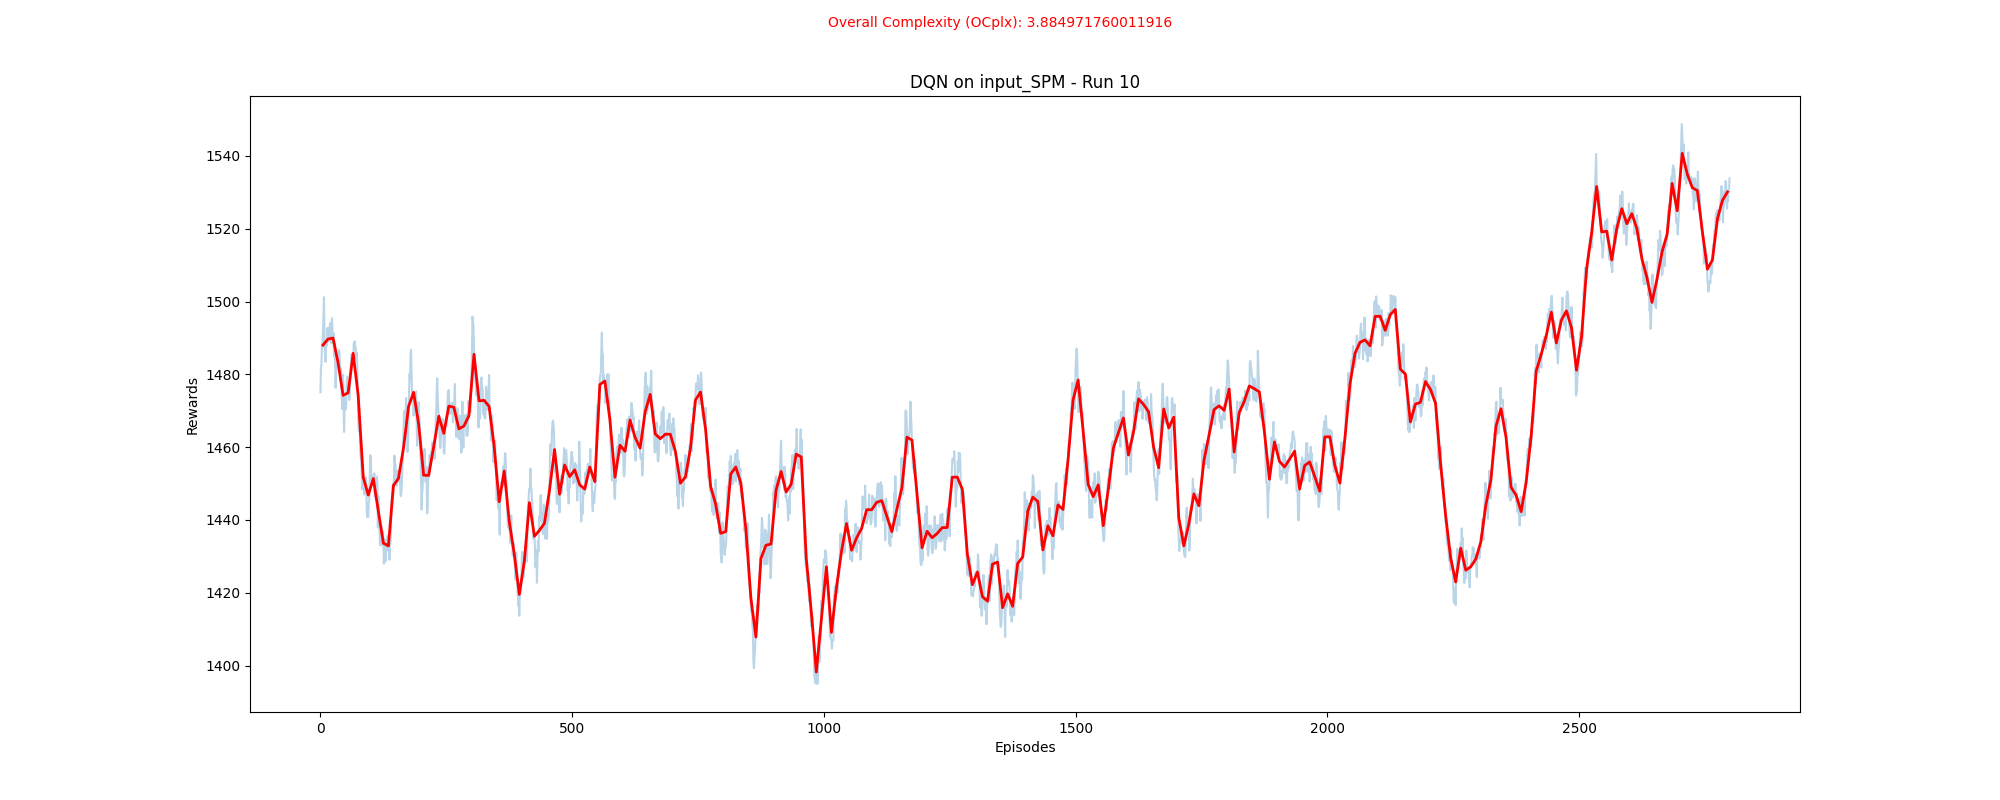 Overall Complexity (OCplx): 3.884971760011916
DQN on input_SPM - Run 10
1540
1520
1500
1480
1460
1440
1420
1400
Rewards
0 500 1000 1500 2000 2500
Episodes